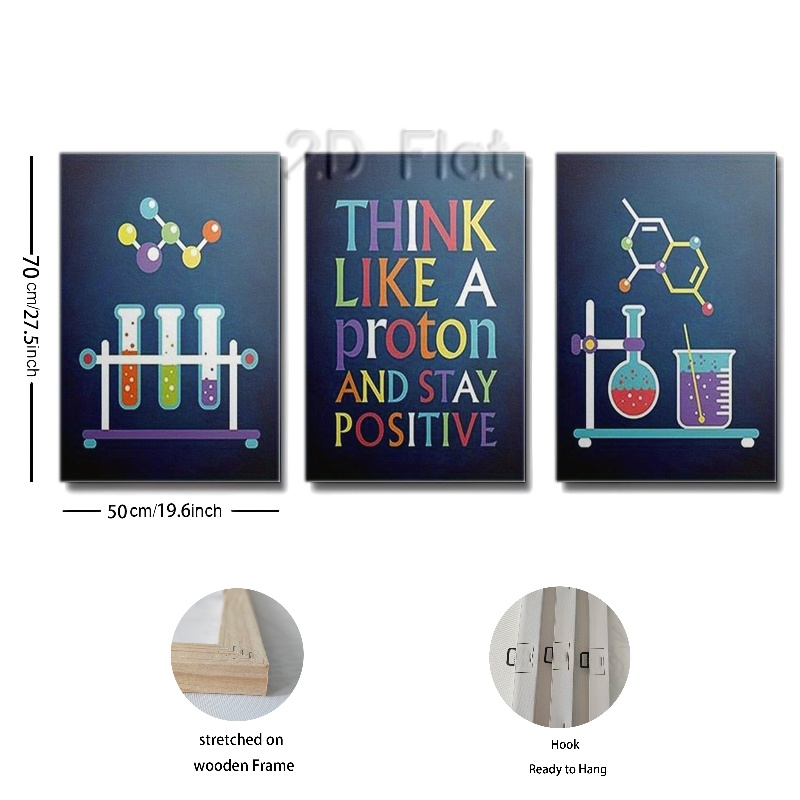 2D Flat
THINK
LIKE A
proton
AND STAY
POSITIVE
70 cm/27.5inch
50cm/19.6inch
stretched on
wooden Frame
Hook
Ready to Hang